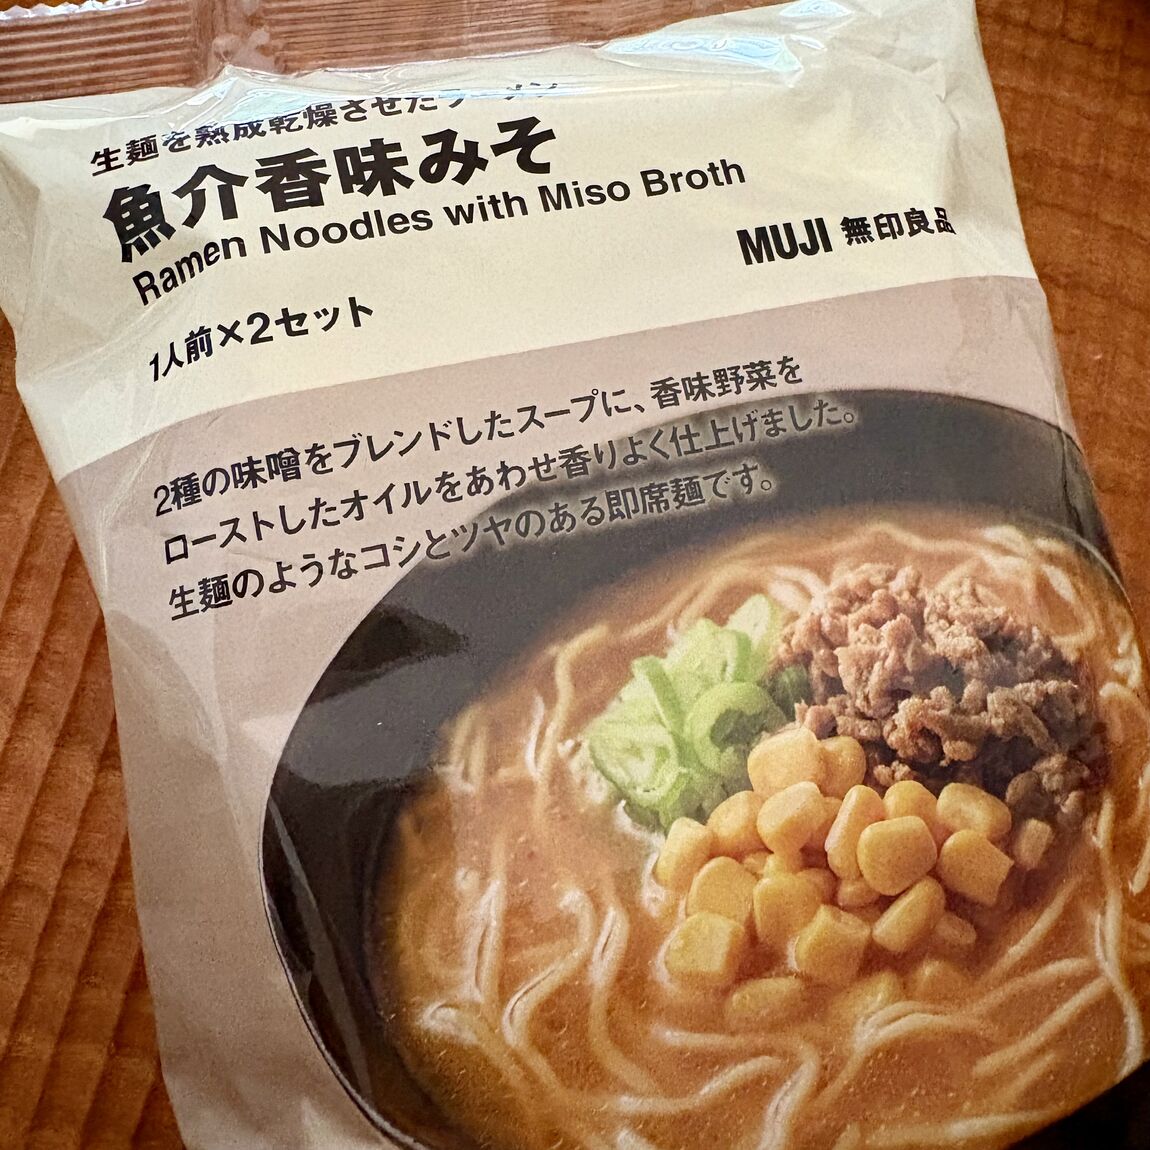 生麺を熟成乾燥させたラーメン
魚介香味みそ
Ramen Noodles with Miso Broth
MUJI 無印良品
1人前×2セット
2種の味噌をブレンドしたスープに、香味野菜を
ローストしたオイルをあわせ香りよく仕上げました。
生麺のようなコシとツヤのある即席麺です。